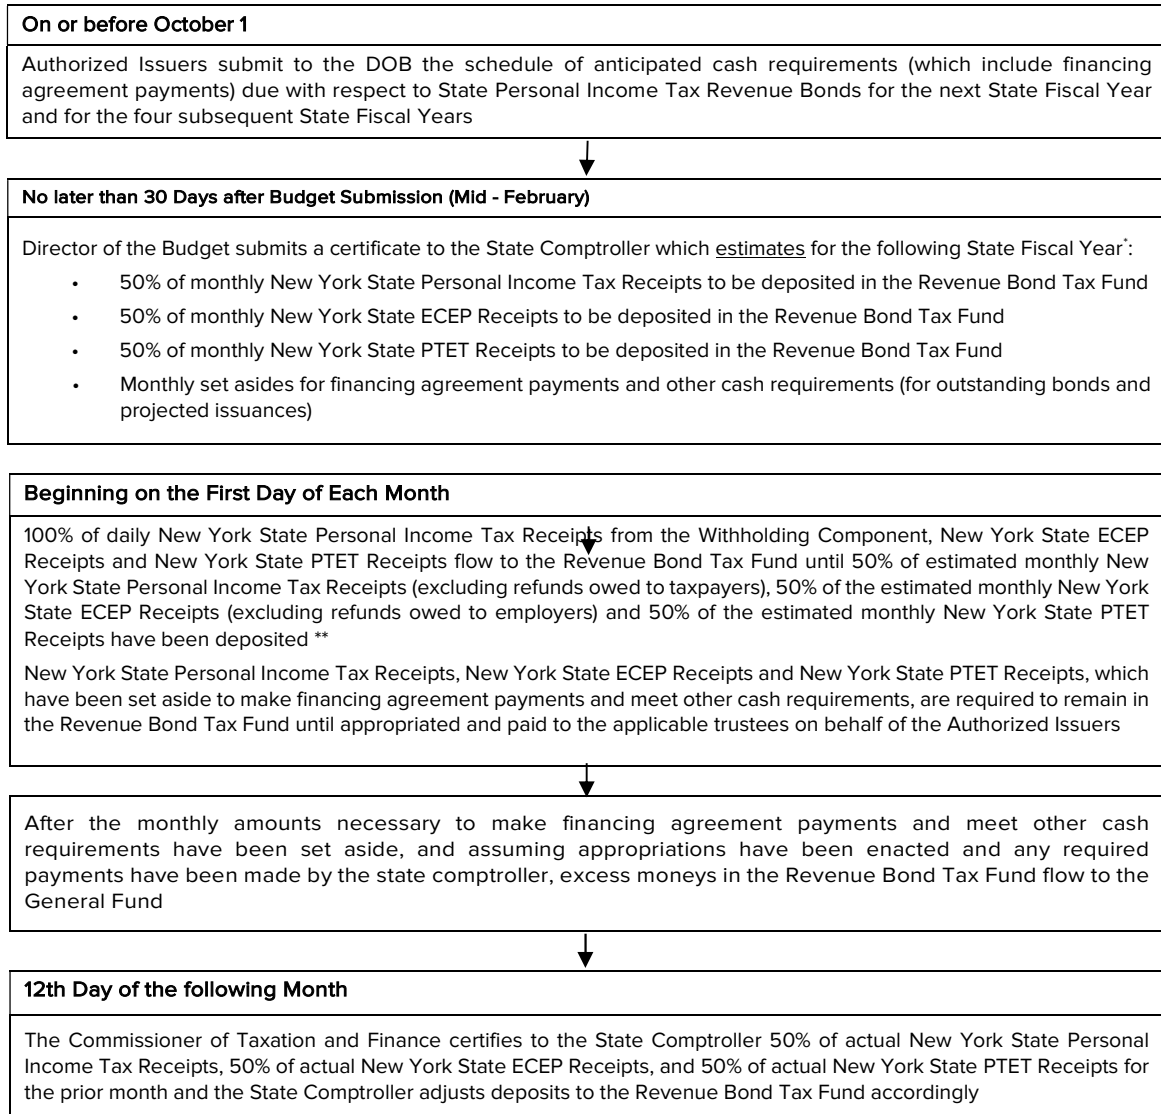 On or before October 1
Authorized Issuers submit to the DOB the schedule of anticipated cash requirements (which include financing
agreement payments) due with respect to State Personal Income Tax Revenue Bonds for the next State Fiscal Year
and for the four subsequent State Fiscal Years
No later than 30 Days after Budget Submission (Mid - February)
Director of the Budget submits a certificate to the State Comptroller which estimates for the following State Fiscal Year*:
• 50% of monthly New York State Personal Income Tax Receipts to be deposited in the Revenue Bond Tax Fund
• 50% of monthly New York State ECEP Receipts to be deposited in the Revenue Bond Tax Fund
• 50% of monthly New York State PTET Receipts to be deposited in the Revenue Bond Tax Fund
• Monthly set asides for financing agreement payments and other cash requirements (for outstanding bonds and
projected issuances)
Beginning on the First Day of Each Month
100% of daily New York State Personal Income Tax Receipts from the Withholding Component, New York State ECEP
Receipts and New York State PTET Receipts flow to the Revenue Bond Tax Fund until 50% of estimated monthly New
York State Personal Income Tax Receipts (excluding refunds owed to taxpayers), 50% of the estimated monthly New York
State ECEP Receipts (excluding refunds owed to employers) and 50% of the estimated monthly New York State PTET
Receipts have been deposited **
New York State Personal Income Tax Receipts, New York State ECEP Receipts and New York State PTET Receipts, which
have been set aside to make financing agreement payments and meet other cash requirements, are required to remain in
the Revenue Bond Tax Fund until appropriated and paid to the applicable trustees on behalf of the Authorized Issuers
After the monthly amounts necessary to make financing agreement payments and meet other cash
requirements have been set aside, and assuming appropriations have been enacted and any required
payments have been made by the state comptroller, excess moneys in the Revenue Bond Tax Fund flow to the
General Fund
12th Day of the following Month
The Commissioner of Taxation and Finance certifies to the State Comptroller 50% of actual New York State Personal
Income Tax Receipts, 50% of actual New York State ECEP Receipts, and 50% of actual New York State PTET Receipts for
the prior month and the State Comptroller adjusts deposits to the Revenue Bond Tax Fund accordingly